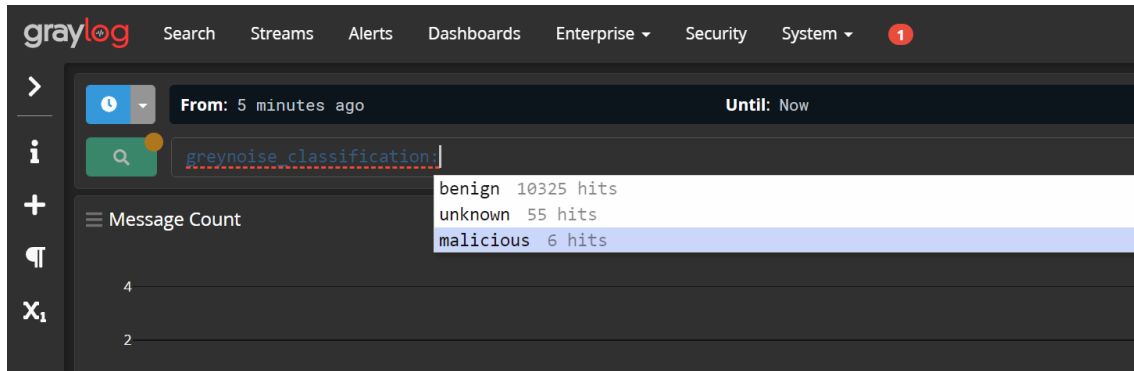 graylog Search Streams Alerts Dashboards Enterprise Security System 1
From: 5 minutes ago Until: Now
greynoise_classification:
benign 10325 hits
unknown 55 hits
malicious 6 hits
Message Count
4
2
X1